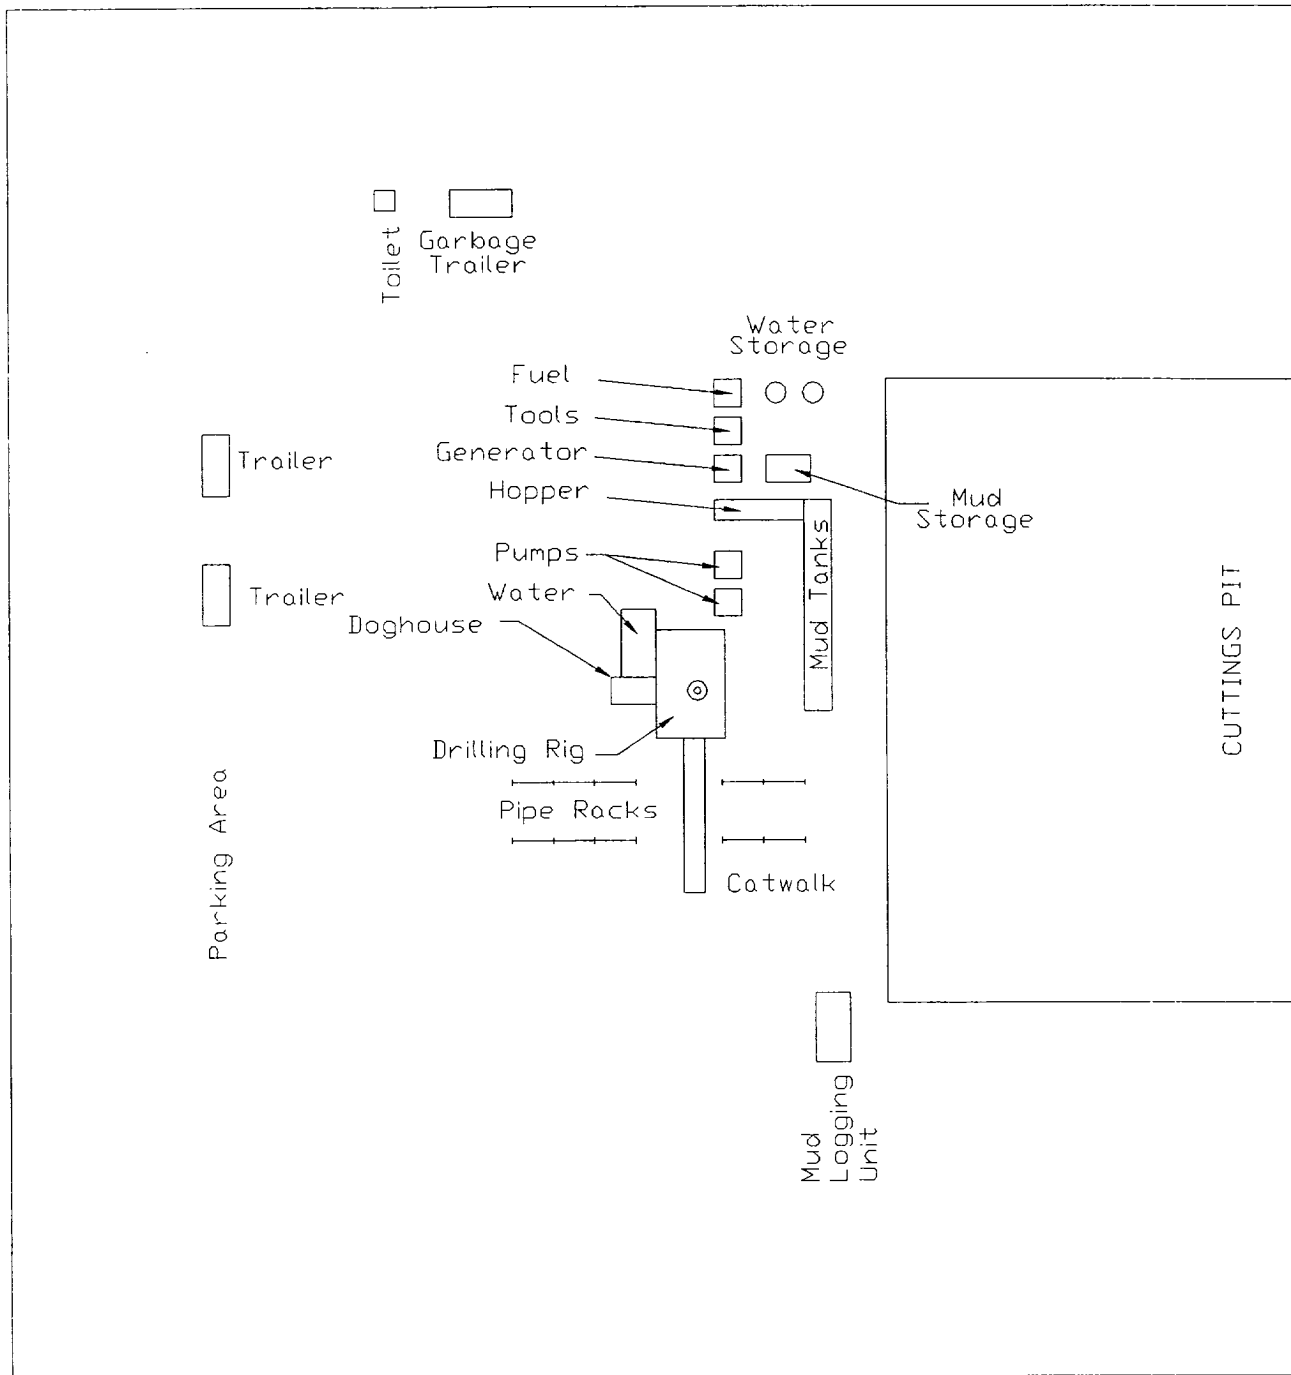 Toilet
Garbage
Trailer
Water
Storage
Fuel
Tools
Generator
Hopper
Mud
Storage
Trailer
Pumps
Mud Tanks
Water
Trailer
Doghouse
CUTTINGS PIT
Drilling Rig
Pipe Racks
Catwalk
Parking Area
Mud
Logging
Unit